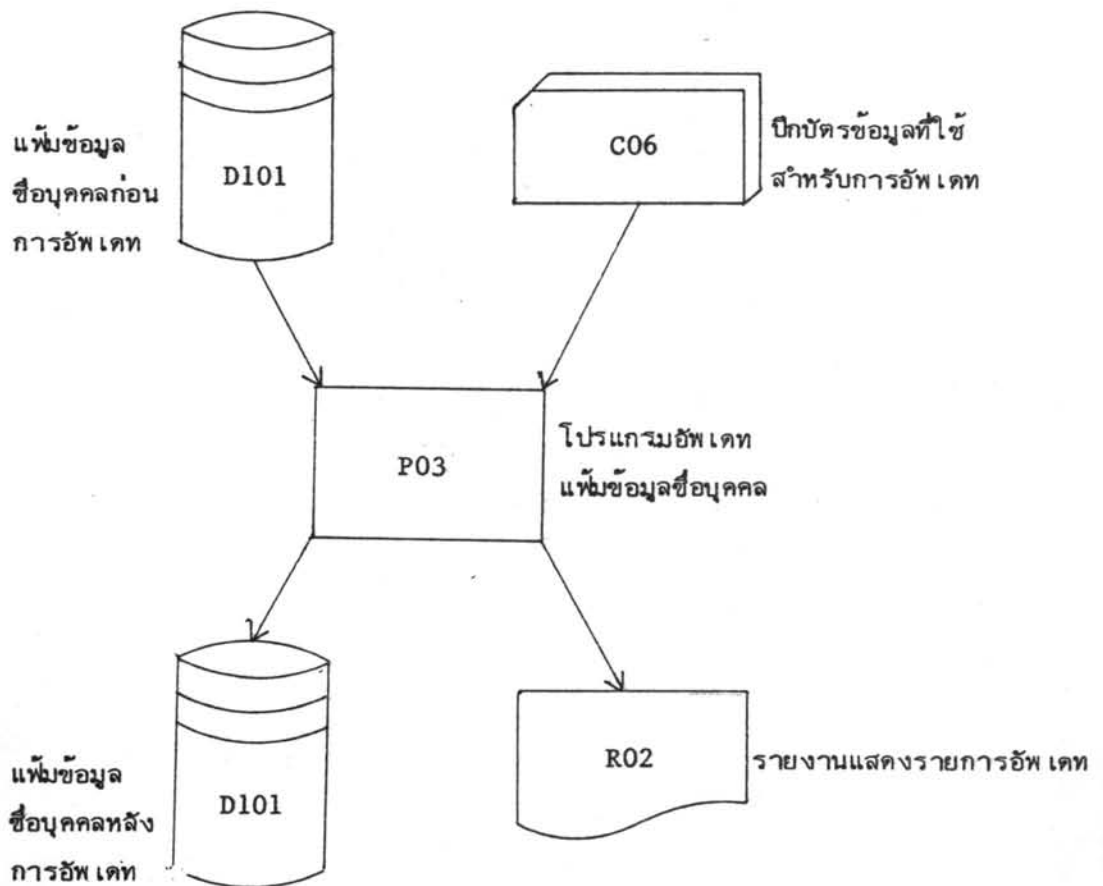 แฟ้มข้อมูล
ชื่อบุคคลก่อน
การอัพเดท
D101
C06
ปึกบัตรข้อมูลที่ใช้
สำหรับการอัพเดท
P03
โปรแกรมอัพเดท
แฟ้มข้อมูลชื่อบุคคล
แฟ้มข้อมูล
ชื่อบุคคลหลัง
การอัพเดท
D101
R02
รายงานแสดงรายการอัพเดท